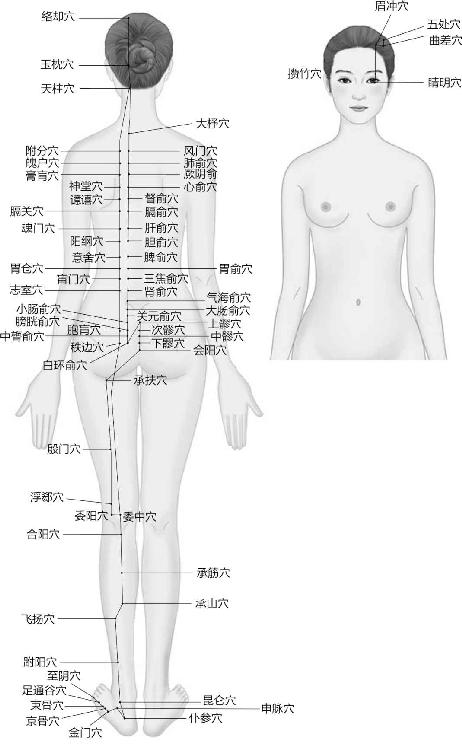 眉冲穴
五处穴
曲差穴
攒竹穴
睛明穴
络却穴
玉枕穴
天柱穴
大杼穴
附分穴
风门穴
魄户穴
肺俞穴
膏肓穴
厥阴俞
神堂穴
心俞穴
譩譆穴
督俞穴
膈关穴
膈俞穴
魂门穴
肝俞穴
阳纲穴
胆俞穴
意舍穴
脾俞穴
胃仓穴
胃俞穴
肓门穴
三焦俞穴
志室穴
肾俞穴
气海俞穴
小肠俞穴
大肠俞穴
关元俞穴
膀胱俞穴
上髎穴
胞肓穴
次髎穴
中膂俞穴
中髎穴
秩边穴
下髎穴
会阳穴
白环俞穴
承扶穴
殷门穴
浮郄穴
委阳穴
委中穴
合阳穴
承筋穴
承山穴
飞扬穴
跗阳穴
至阴穴
足通谷穴
束骨穴
昆仑穴
申脉穴
京骨穴
仆参穴
金门穴